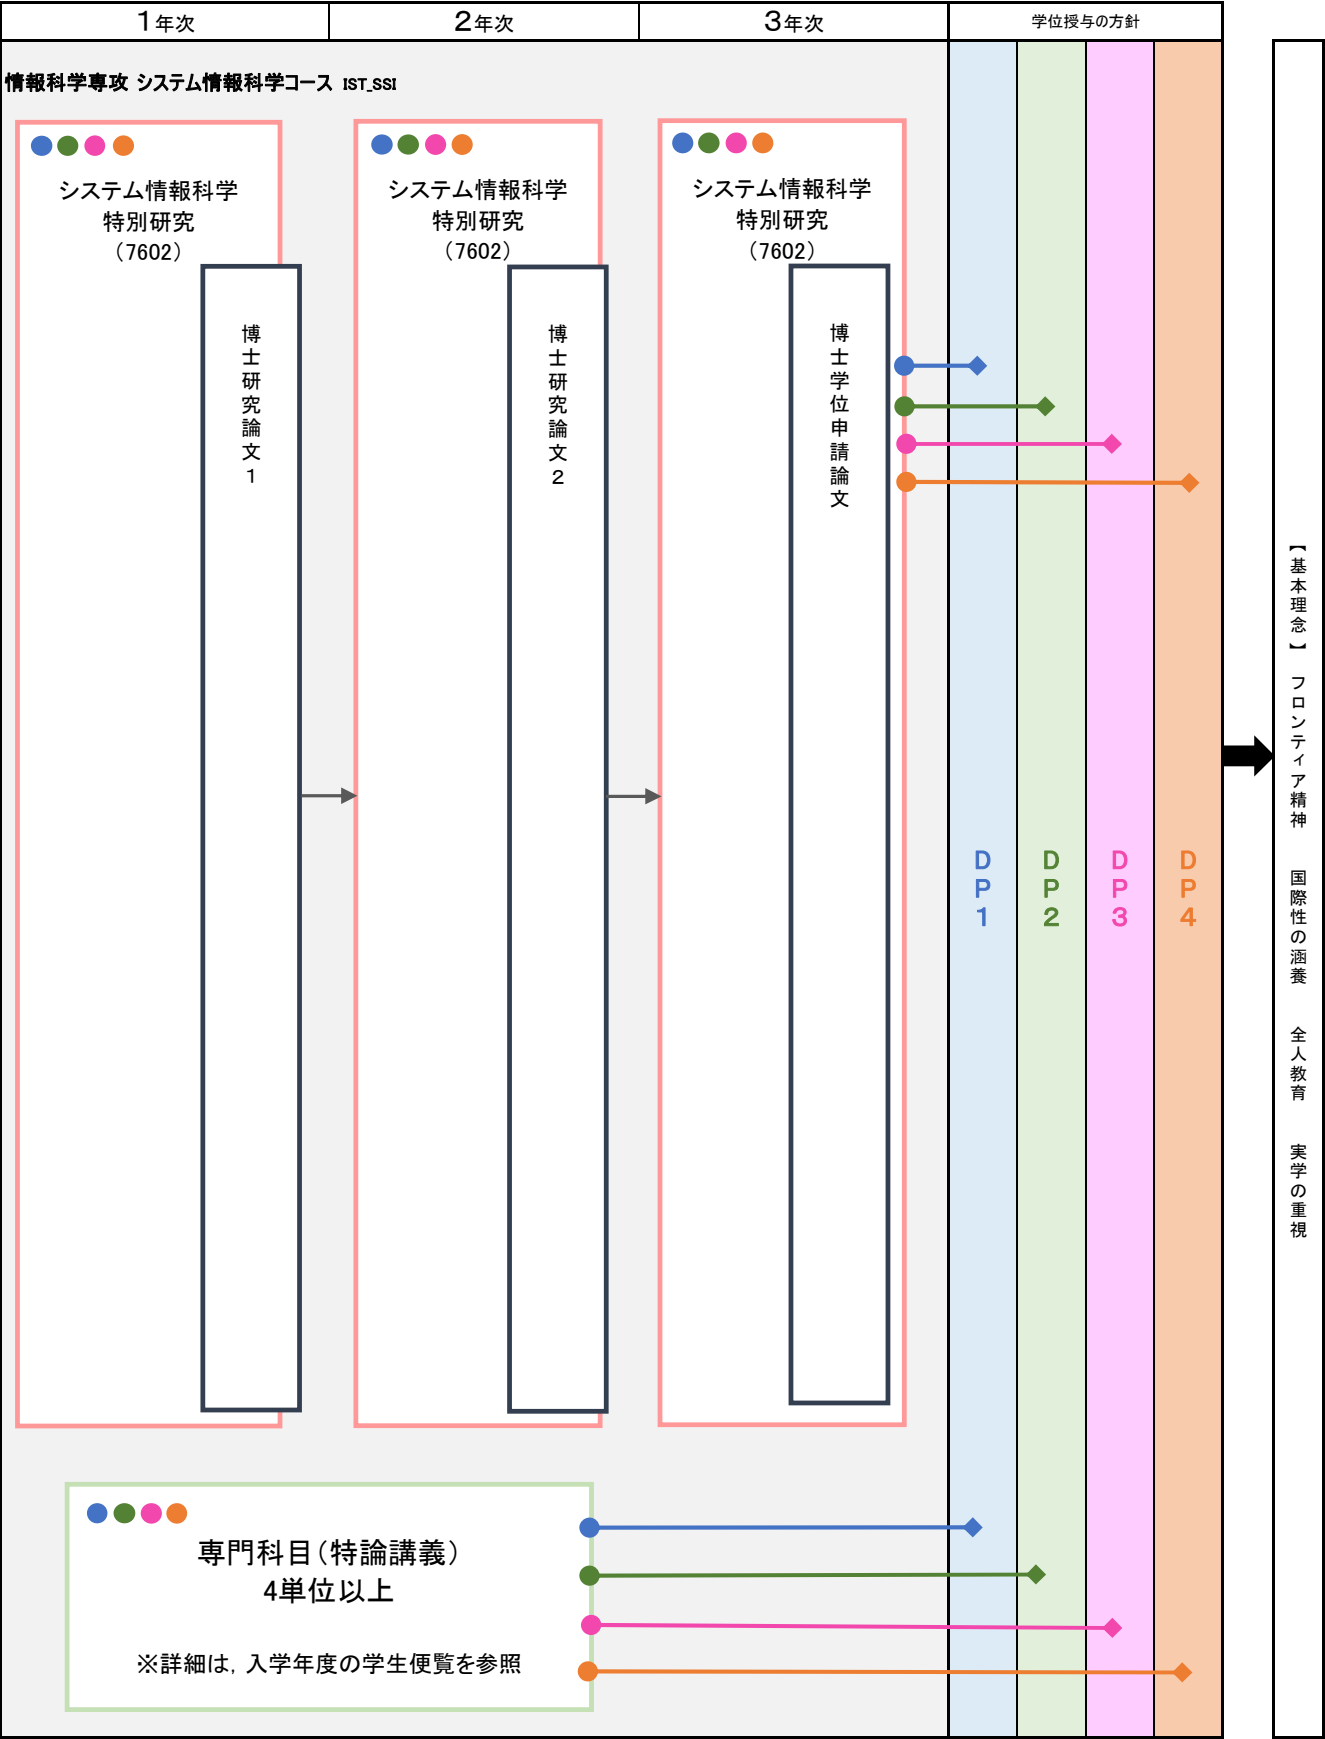 1年次
2年次
3年次
学位授与の方針
情報科学専攻 システム情報科学コース IST_SSI
システム情報科学
特別研究
（7602）
博士研究論文1
システム情報科学
特別研究
（7602）
博士研究論文2
システム情報科学
特別研究
（7602）
博士学位申請論文
DP1
DP2
DP3
DP4
【基本理念】 フロンティア精神 国際性の涵養 全人教育 実学の重視
専門科目（特論講義）
4単位以上
※詳細は，入学年度の学生便覧を参照